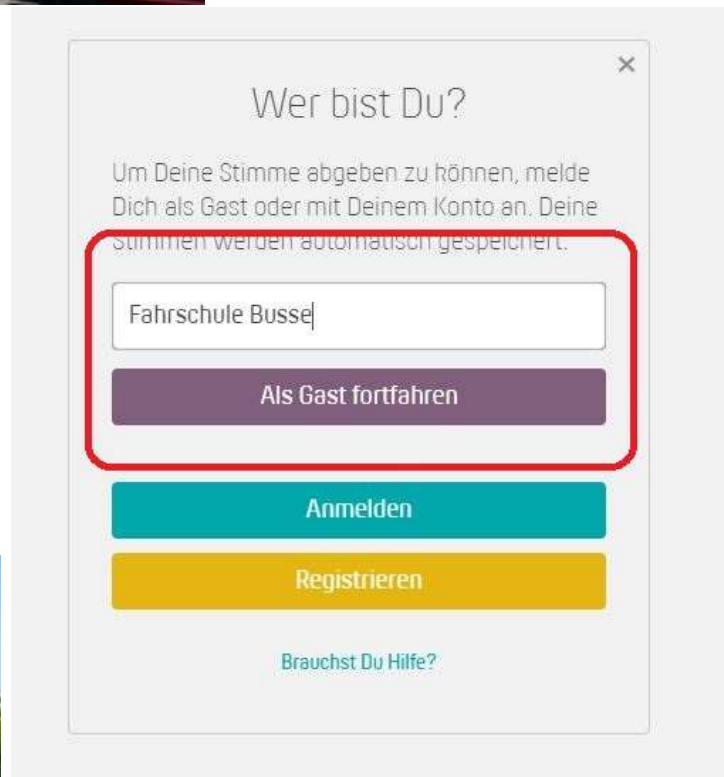 Wer bist Du?
Um Deine Stimme abgeben zu können, melde
Dich als Gast oder mit Deinem Konto an. Deine
Stimmen werden automatisch gespeichert.
Fahrschule Busse
Als Gast fortfahren
Anmelden
Registrieren
Brauchst Du Hilfe?